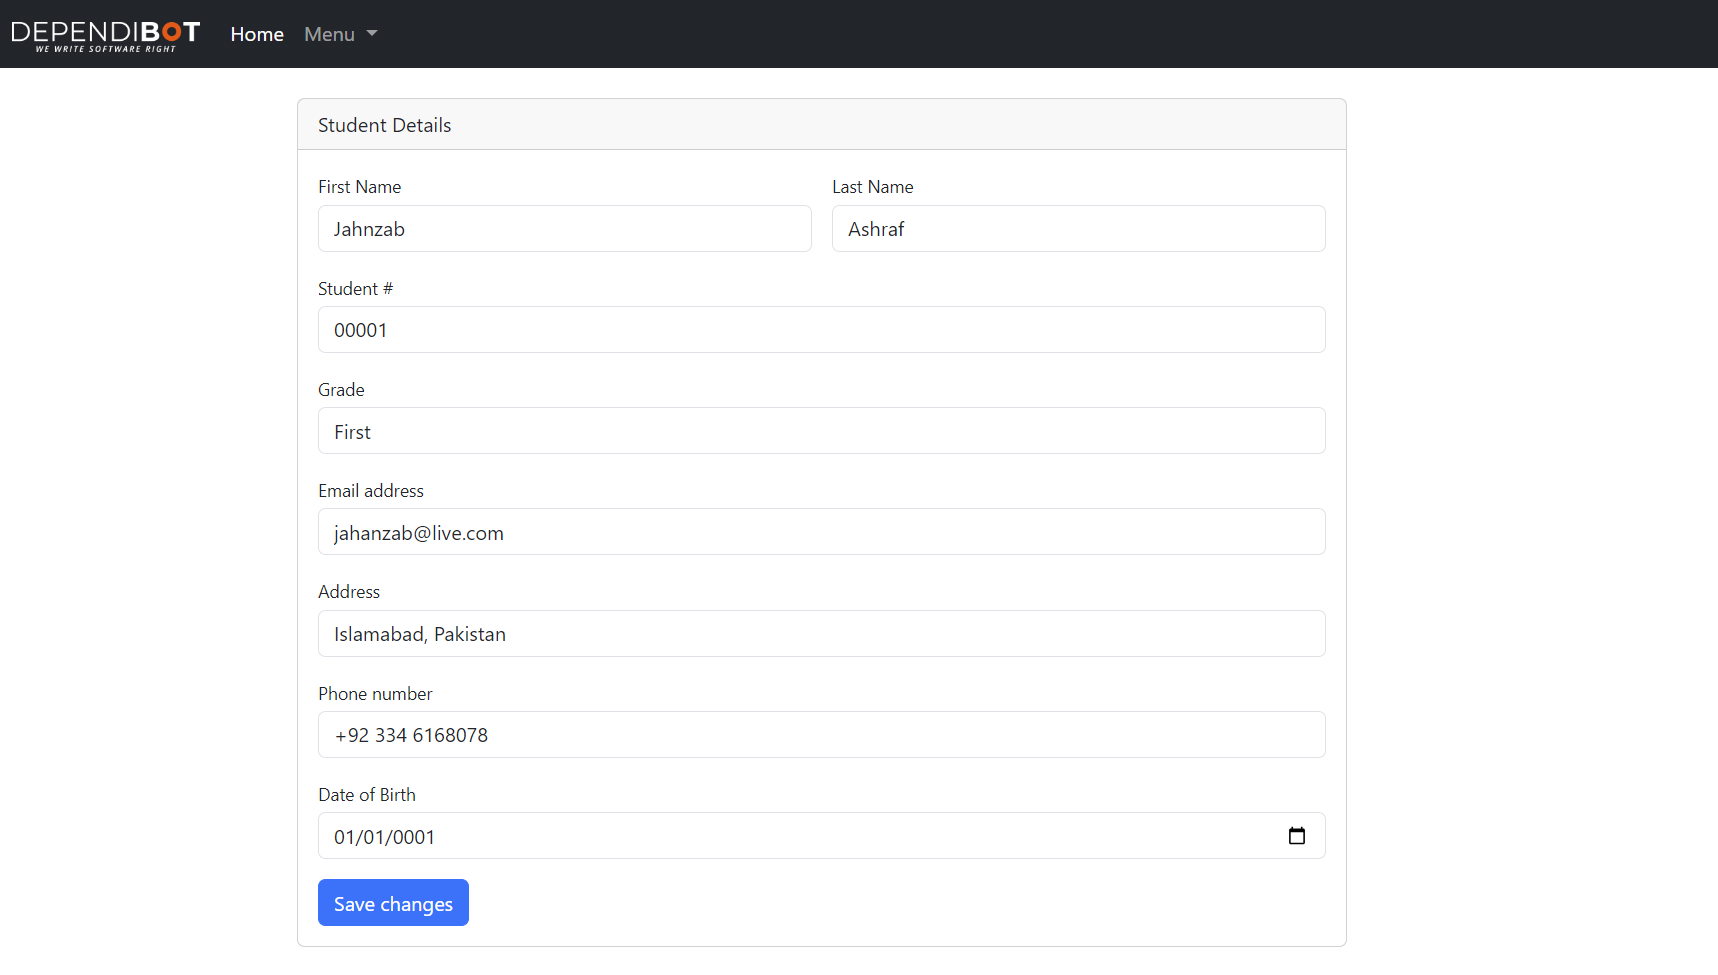 DEPENDIBOT
WE WRITE SOFTWARE RIGHT
Home
Menu
Student Details
First Name
Last Name
Jahnzab
Ashraf
Student #
00001
Grade
First
Email address
jahanzab@live.com
Address
Islamabad, Pakistan
Phone number
+92 334 6168078
Date of Birth
01/01/0001
Save changes